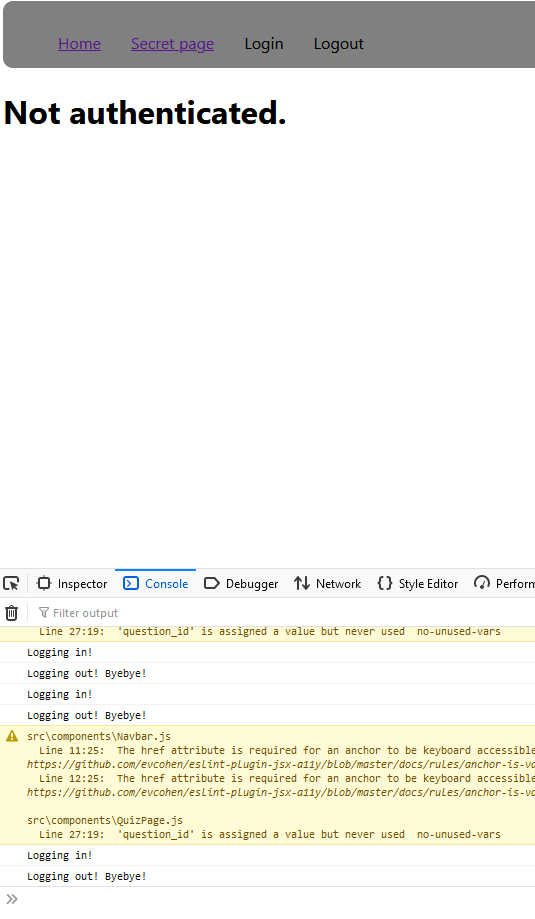 Home Secret page Login Logout
Not authenticated.
Inspector Console Debugger Network Style Editor Perform
Filter output
Line 27:19: 'question_id' is assigned a value but never used no-unused-vars
Logging in!
Logging out! Byebye!
Logging in!
Logging out! Byebye!
src\components\Navbar.js
Line 11:25: The href attribute is required for an anchor to be keyboard accessible
https://github.com/evcohen/eslint-plugin-jsx-a11y/blob/master/docs/rules/anchor-is-va
Line 12:25: The href attribute is required for an anchor to be keyboard accessible
https://github.com/evcohen/eslint-plugin-jsx-a11y/blob/master/docs/rules/anchor-is-va
src\components\QuizPage.js
Line 27:19: 'question_id' is assigned a value but never used no-unused-vars
Logging in!
Logging out! Byebye!